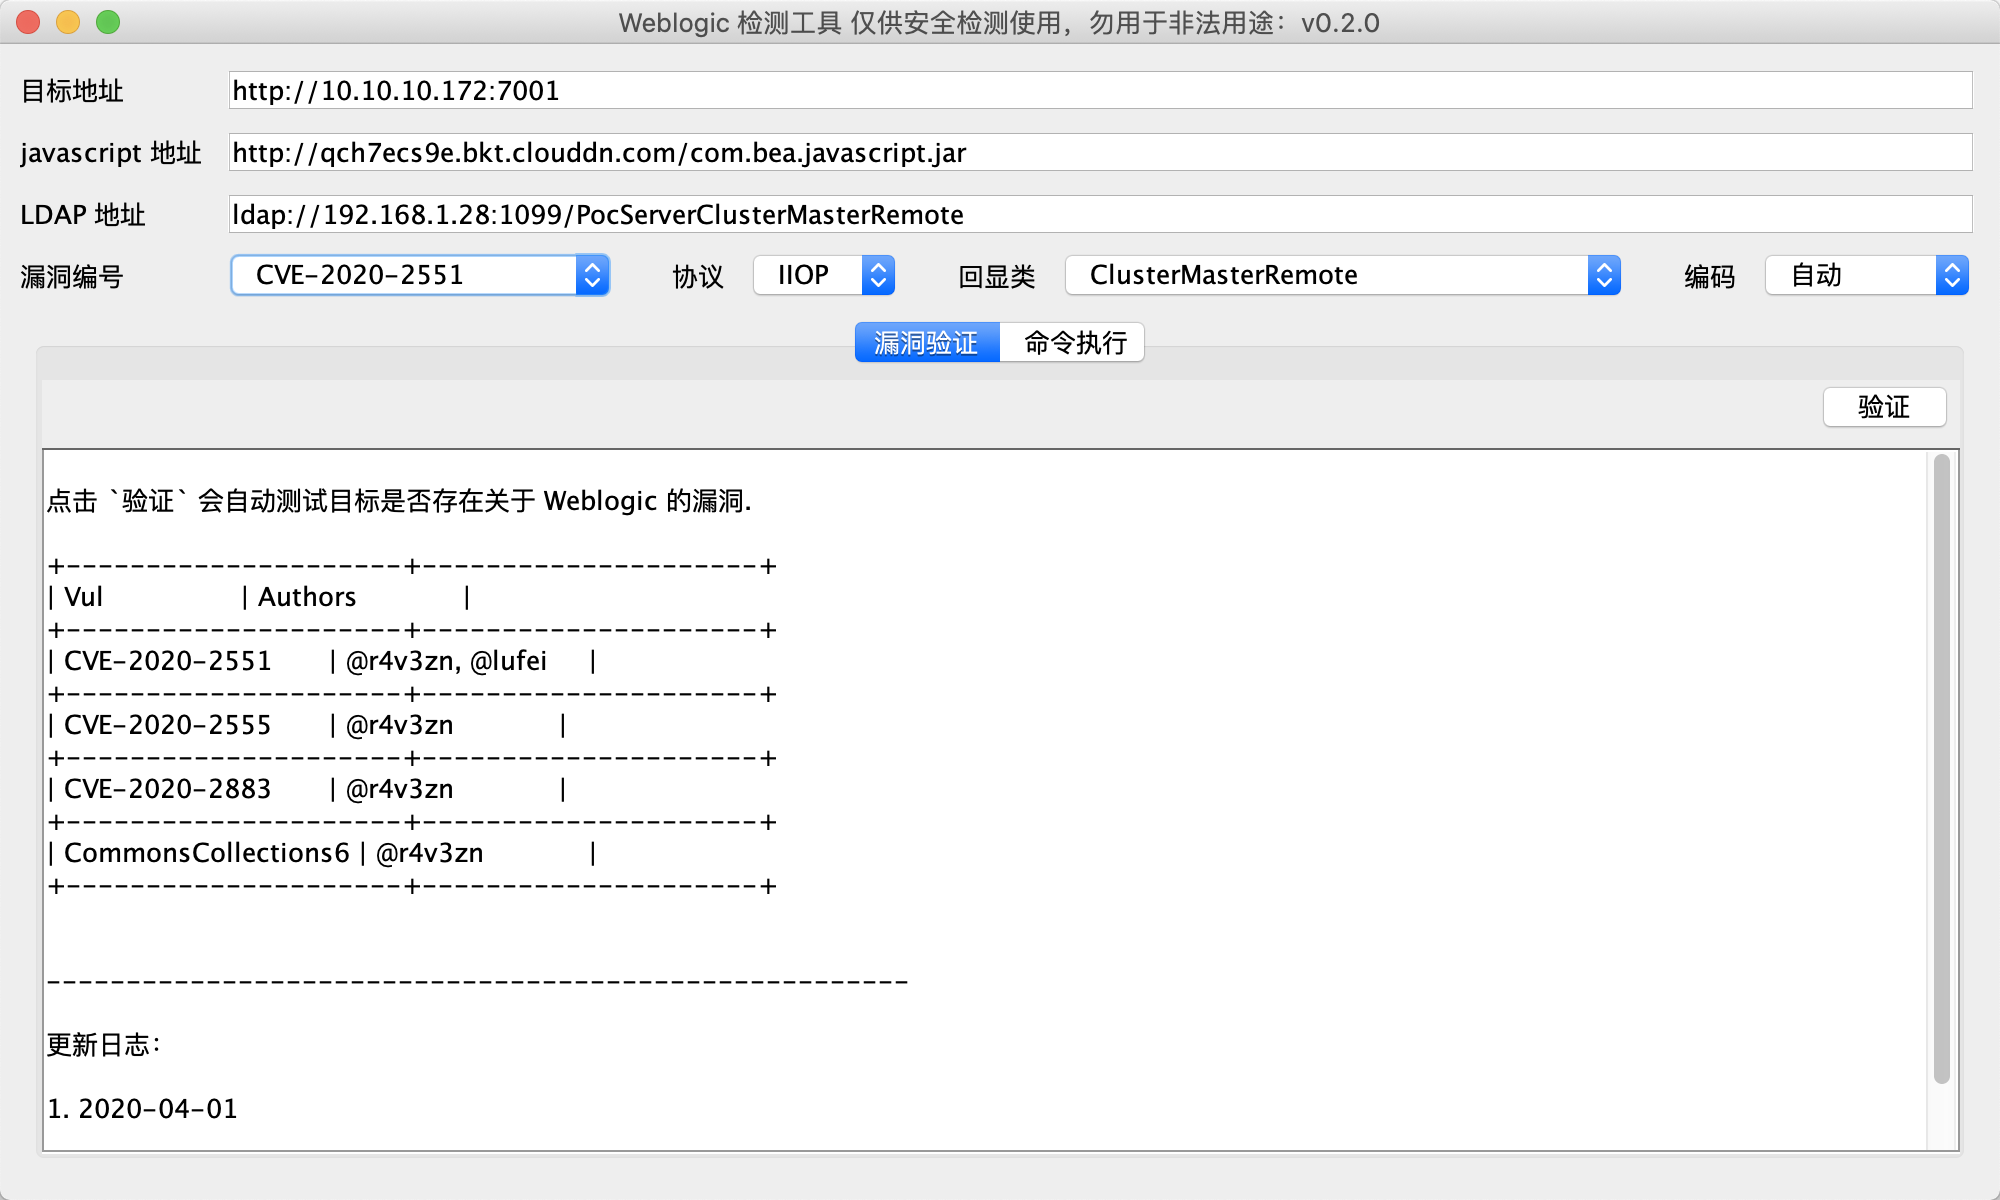 Weblogic 检测工具 仅供安全检测使用，勿用于非法用途：v0.2.0
目标地址 http://10.10.10.172:7001
javascript 地址 http://qch7ecs9e.bkt.clouddn.com/com.bea.javascript.jar
LDAP 地址 ldap://192.168.1.28:1099/PocServerClusterMasterRemote
漏洞编号 CVE-2020-2551 协议 IIOP 回显类 ClusterMasterRemote 编码 自动
漏洞验证 命令执行
验证
点击 `验证` 会自动测试目标是否存在关于 Weblogic 的漏洞.
+---------------------+---------------------+
| Vul | Authors |
+---------------------+---------------------+
| CVE-2020-2551 | @r4v3zn, @lufei |
+---------------------+---------------------+
| CVE-2020-2555 | @r4v3zn |
+---------------------+---------------------+
| CVE-2020-2883 | @r4v3zn |
+---------------------+---------------------+
| CommonsCollections6 | @r4v3zn |
+---------------------+---------------------+
------------------------------------------------------
更新日志：
1. 2020-04-01